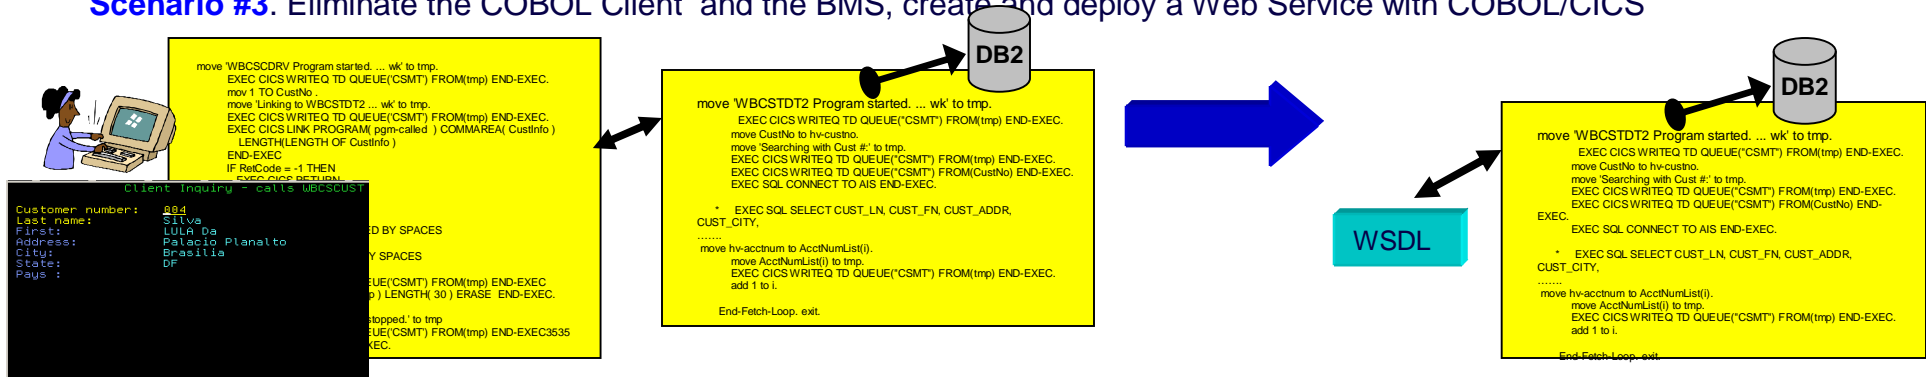 Scenario #3. Eliminate the COBOL Client and the BMS, create and deploy a Web Service with COBOL/CICS
move 'WBCSCDRV Program started. ... wk' to tmp.
EXEC CICS WRITEQ TD QUEUE('CSMT') FROM(tmp) END-EXEC.
mov 1 TO CustNo .
move 'Linking to WBCSTDT2 ... wk' to tmp.
EXEC CICS WRITEQ TD QUEUE('CSMT') FROM(tmp) END-EXEC.
EXEC CICS LINK PROGRAM( pgm-called ) COMMAREA( CustInfo )
LENGTH(LENGTH OF CustInfo )
END-EXEC
IF RetCode = -1 THEN
EXEC CICS RETURN
ED BY SPACES
Y SPACES
UE('CSMT') FROM(tmp) END-EXEC
p ) LENGTH( 30 ) ERASE END-EXEC.
stopped.' to tmp
UE('CSMT') FROM(tmp) END-EXEC3535
XEC.
Client Inquiry - calls WBCSCUST
Customer number: 004
Last name: Silva
First: LULA Da
Address: Palacio Planalto
City: Brasilia
State: DF
Pays :
DB2
move 'WBCSTDT2 Program started. ... wk' to tmp.
EXEC CICS WRITEQ TD QUEUE("CSMT") FROM(tmp) END-EXEC.
move CustNo to hv-custno.
move 'Searching with Cust #:' to tmp.
EXEC CICS WRITEQ TD QUEUE("CSMT") FROM(tmp) END-EXEC.
EXEC CICS WRITEQ TD QUEUE("CSMT") FROM(CustNo) END-EXEC.
EXEC SQL CONNECT TO AIS END-EXEC.
* EXEC SQL SELECT CUST_LN, CUST_FN, CUST_ADDR,
CUST_CITY,
.......
move hv-acctnum to AcctNumList(i).
move AcctNumList(i) to tmp.
EXEC CICS WRITEQ TD QUEUE("CSMT") FROM(tmp) END-EXEC.
add 1 to i.
End-Fetch-Loop. exit.
WSDL
DB2
move 'WBCSTDT2 Program started. ... wk' to tmp.
EXEC CICS WRITEQ TD QUEUE("CSMT") FROM(tmp) END-EXEC.
move CustNo to hv-custno.
move 'Searching with Cust #:' to tmp.
EXEC CICS WRITEQ TD QUEUE("CSMT") FROM(tmp) END-EXEC.
EXEC CICS WRITEQ TD QUEUE("CSMT") FROM(CustNo) END-
EXEC.
EXEC SQL CONNECT TO AIS END-EXEC.
* EXEC SQL SELECT CUST_LN, CUST_FN, CUST_ADDR,
CUST_CITY,
.......
move hv-acctnum to AcctNumList(i).
move AcctNumList(i) to tmp.
EXEC CICS WRITEQ TD QUEUE("CSMT") FROM(tmp) END-EXEC.
add 1 to i.
End-Fetch-Loop. exit.